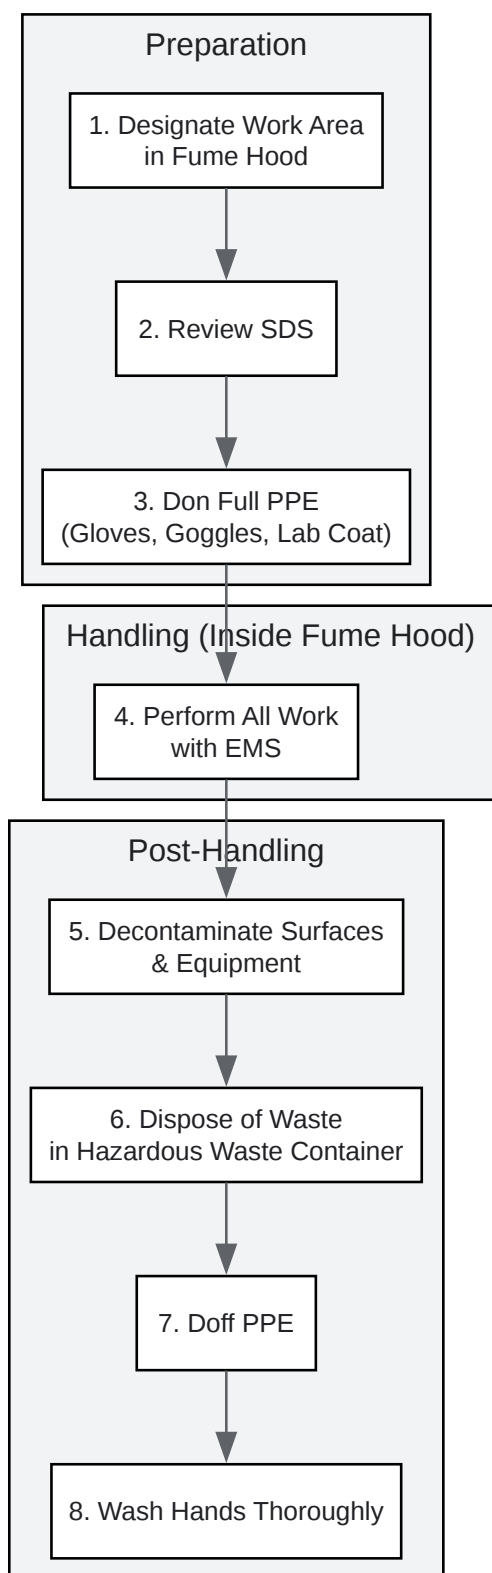 Preparation
1. Designate Work Area
in Fume Hood
2. Review SDS
3. Don Full PPE
(Gloves, Goggles, Lab Coat)
Handling (Inside Fume Hood)
4. Perform All Work
with EMS
Post-Handling
5. Decontaminate Surfaces
& Equipment
6. Dispose of Waste
in Hazardous Waste Container
7. Doff PPE
8. Wash Hands Thoroughly